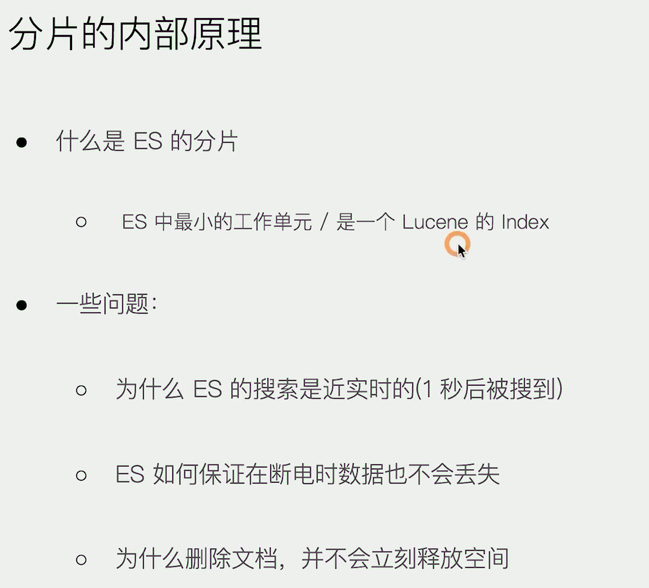 分片的内部原理
什么是 ES 的分片
ES 中最小的工作单元 / 是一个 Lucene 的 Index
一些问题：
为什么 ES 的搜索是近实时的(1 秒后被搜到)
ES 如何保证在断电时数据也不会丢失
为什么删除文档，并不会立刻释放空间